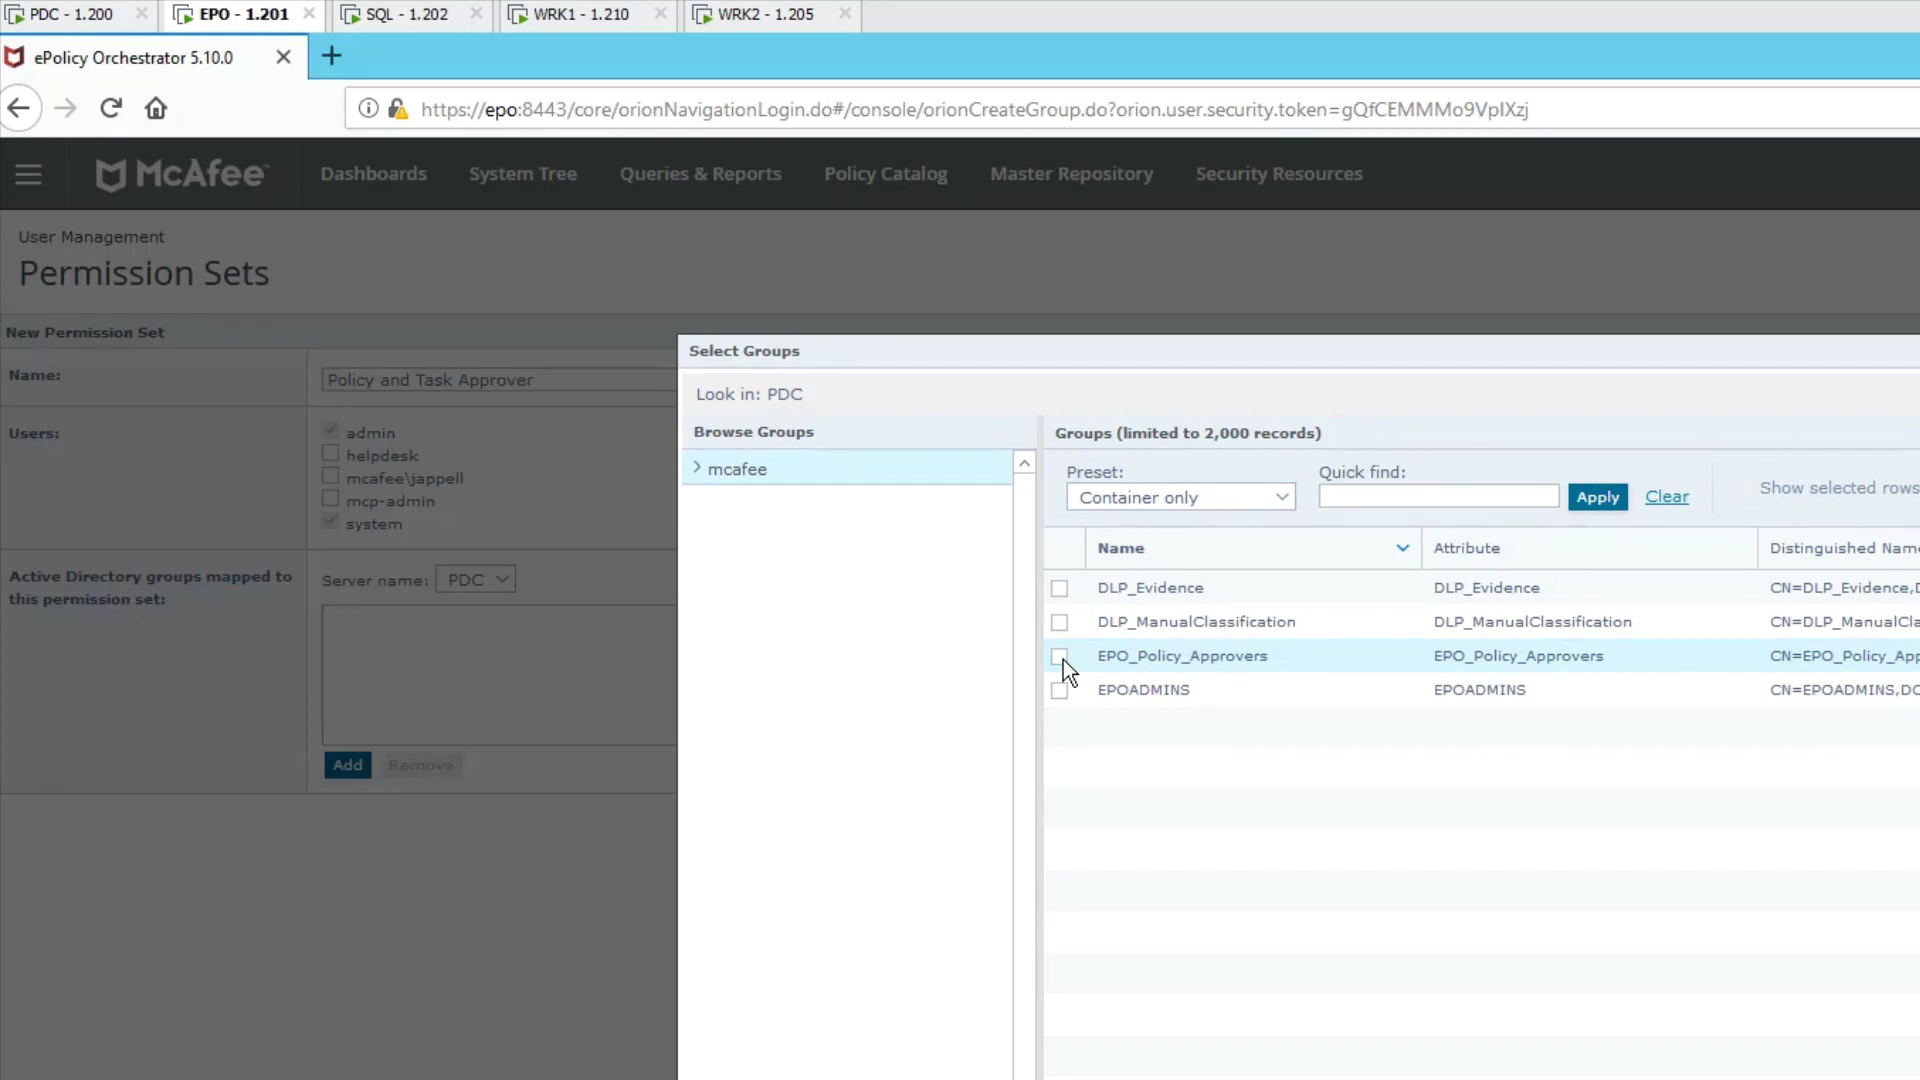 PDC - 1.200
EPO - 1.201
SQL - 1.202
WRK1 - 1.210
WRK2 - 1.205
ePolicy Orchestrator 5.10.0
https://epo:8443/core/orionNavigationLogin.do#/console/orionCreateGroup.do?orion.user.security.token=gQfCEMMMo9VpIXzj
McAfee™
Dashboards
System Tree
Queries & Reports
Policy Catalog
Master Repository
Security Resources
User Management
Permission Sets
New Permission Set
Name:
Policy and Task Approver
Users:
admin
helpdesk
mcafee\jappell
mcp-admin
system
Active Directory groups mapped to
this permission set:
Server name: PDC
Add
Remove
Select Groups
Look in: PDC
Browse Groups
mcafee
Groups (limited to 2,000 records)
Preset:
Container only
Quick find:
Apply
Clear
Show selected rows
Name
Attribute
Distinguished Name
DLP_Evidence
DLP_Evidence
CN=DLP_Evidence,D
DLP_ManualClassification
DLP_ManualClassification
CN=DLP_ManualCla
EPO_Policy_Approvers
EPO_Policy_Approvers
CN=EPO_Policy_App
EPOADMINS
EPOADMINS
CN=EPOADMINS,DC